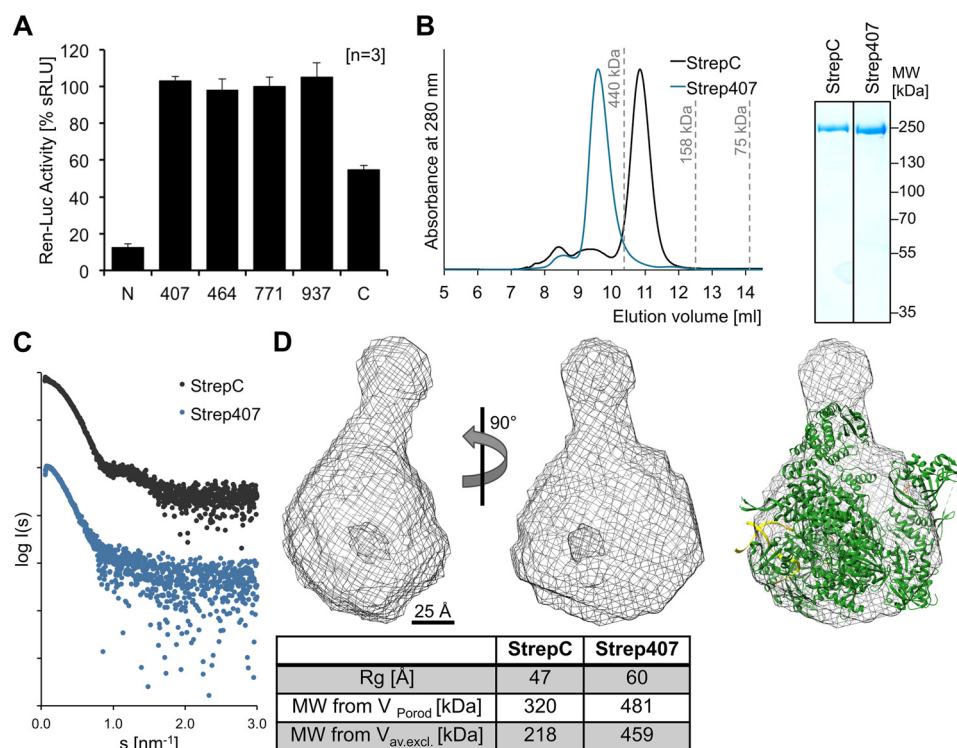 A
[n=3]
Ren-Luc Activity [% sRLU]
120
100
80
60
40
20
0
N 407 464 771 937 C
B
Absorbance at 280 nm
StrepC
Strep407
440 kDa
158 kDa
75 kDa
5 6 7 8 9 10 11 12 13 14
Elution volume [ml]
StrepC
Strep407
MW
[kDa]
250
130
100
70
55
35
C
StrepC
Strep407
log I(s)
0.0 1.0 2.0 3.0
s [nm⁻¹]
D
90°
25 Å
StrepC Strep407
Rg [Å] 47 60
MW from V Porod [kDa] 320 481
MW from Vav.excl. [kDa] 218 459